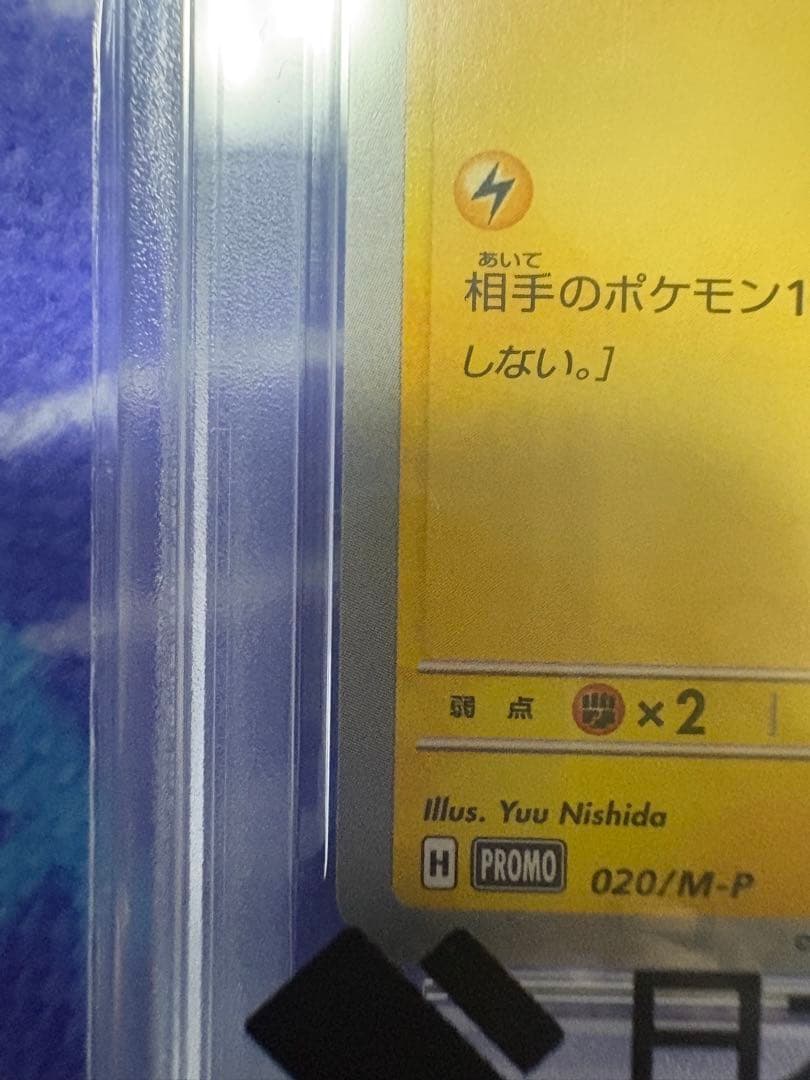 あいて
相手のポケモン1
しない。]
弱点 ×2
Illus. Yuu Nishida
H PROMO 020/M-P